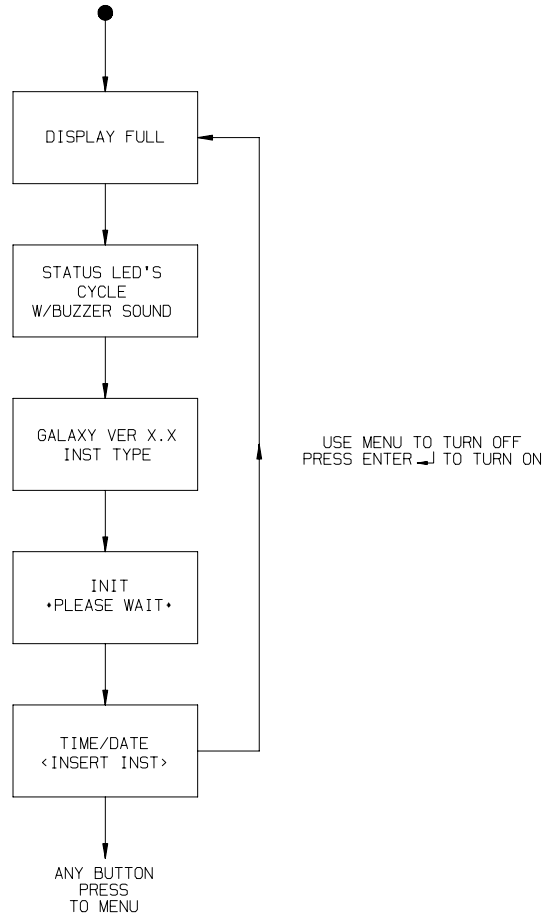 DISPLAY FULL
STATUS LED'S
CYCLE
W/BUZZER SOUND
GALAXY VER X.X
INST TYPE
USE MENU TO TURN OFF
PRESS ENTER ↵ TO TURN ON
INIT
*PLEASE WAIT*
TIME/DATE
<INSERT INST>
ANY BUTTON
PRESS
TO MENU